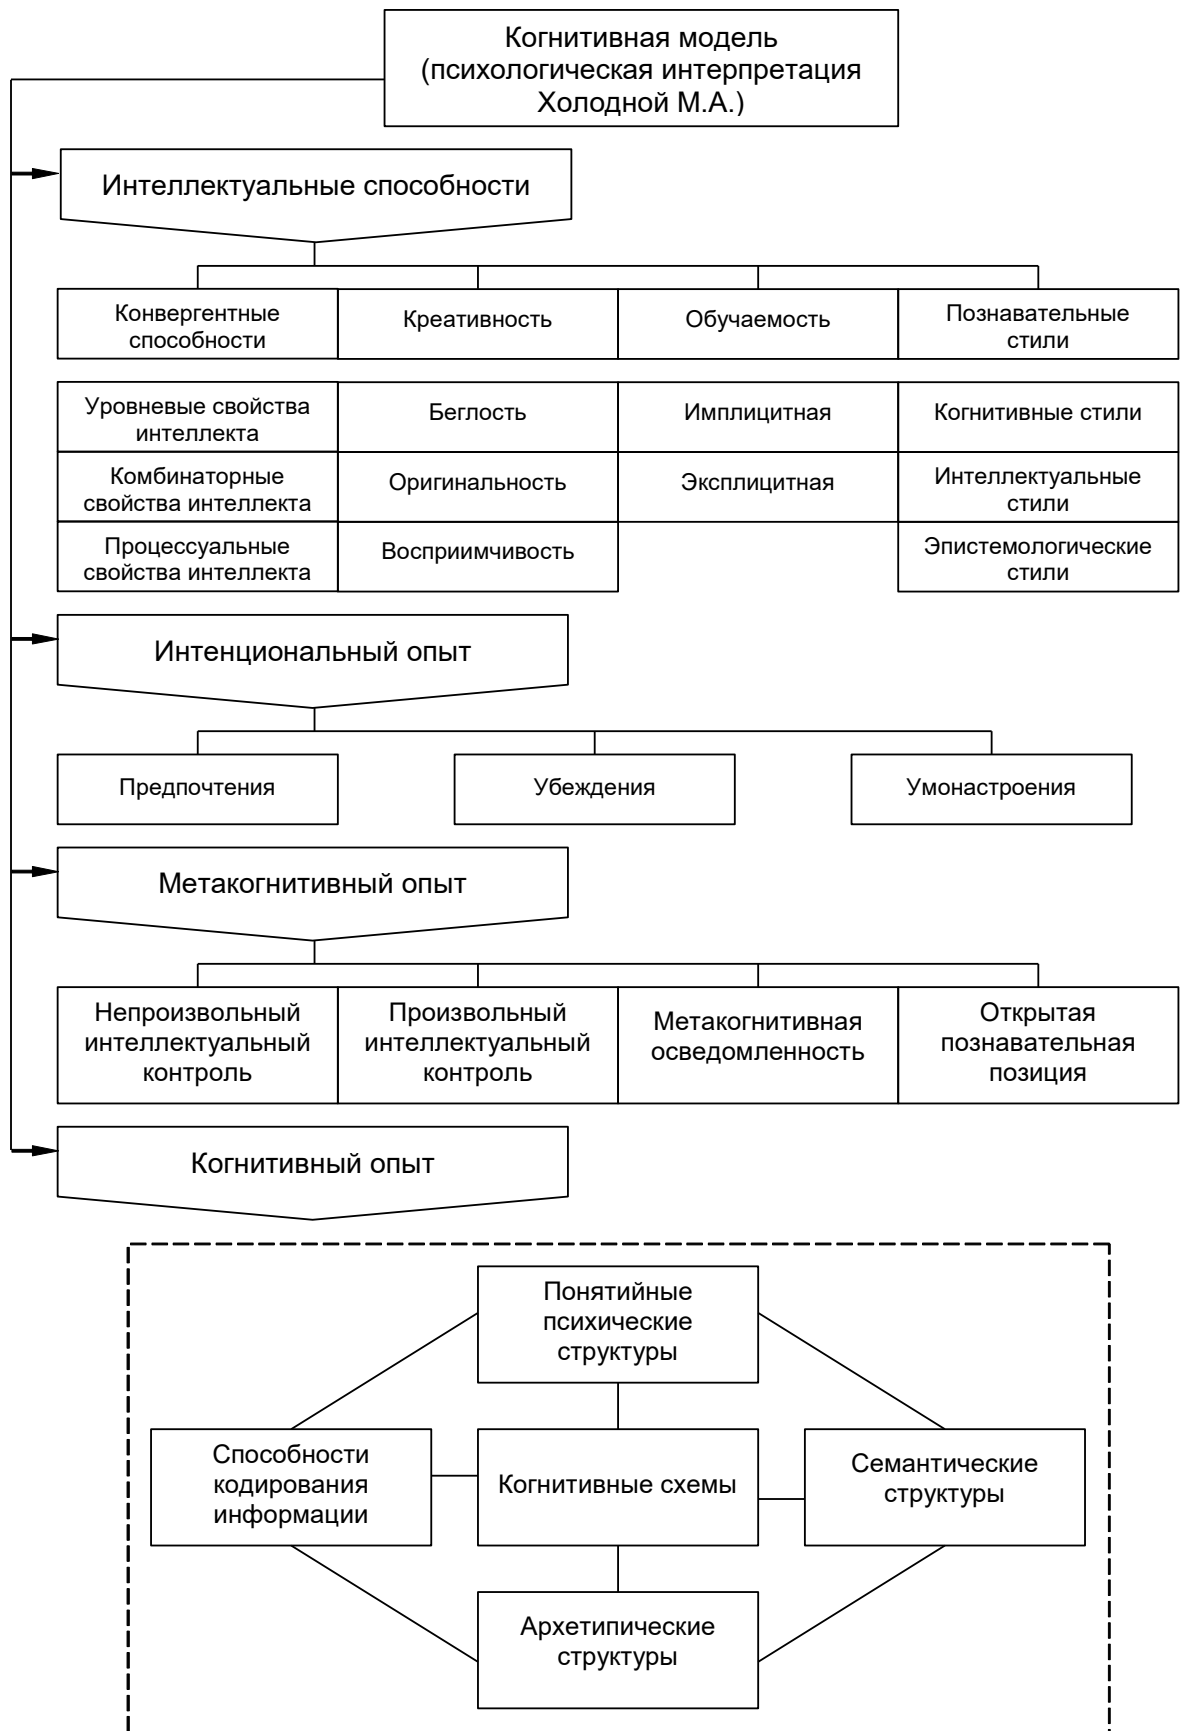 Когнитивная модель
(психологическая интерпретация
Холодной М.А.)
Интеллектуальные способности
Конвергентные
способности
Креативность
Обучаемость
Познавательные
стили
Уровневые свойства
интеллекта
Беглость
Имплицитная
Когнитивные стили
Комбинаторные
свойства интеллекта
Оригинальность
Эксплицитная
Интеллектуальные
стили
Процессуальные
свойства интеллекта
Восприимчивость
Эпистемологические
стили
Интенциональный опыт
Предпочтения
Убеждения
Умонастроения
Метакогнитивный опыт
Непроизвольный
интеллектуальный
контроль
Произвольный
интеллектуальный
контроль
Метакогнитивная
осведомленность
Открытая
познавательная
позиция
Когнитивный опыт
Понятийные
психические
структуры
Способности
кодирования
информации
Когнитивные схемы
Семантические
структуры
Архетипические
структуры